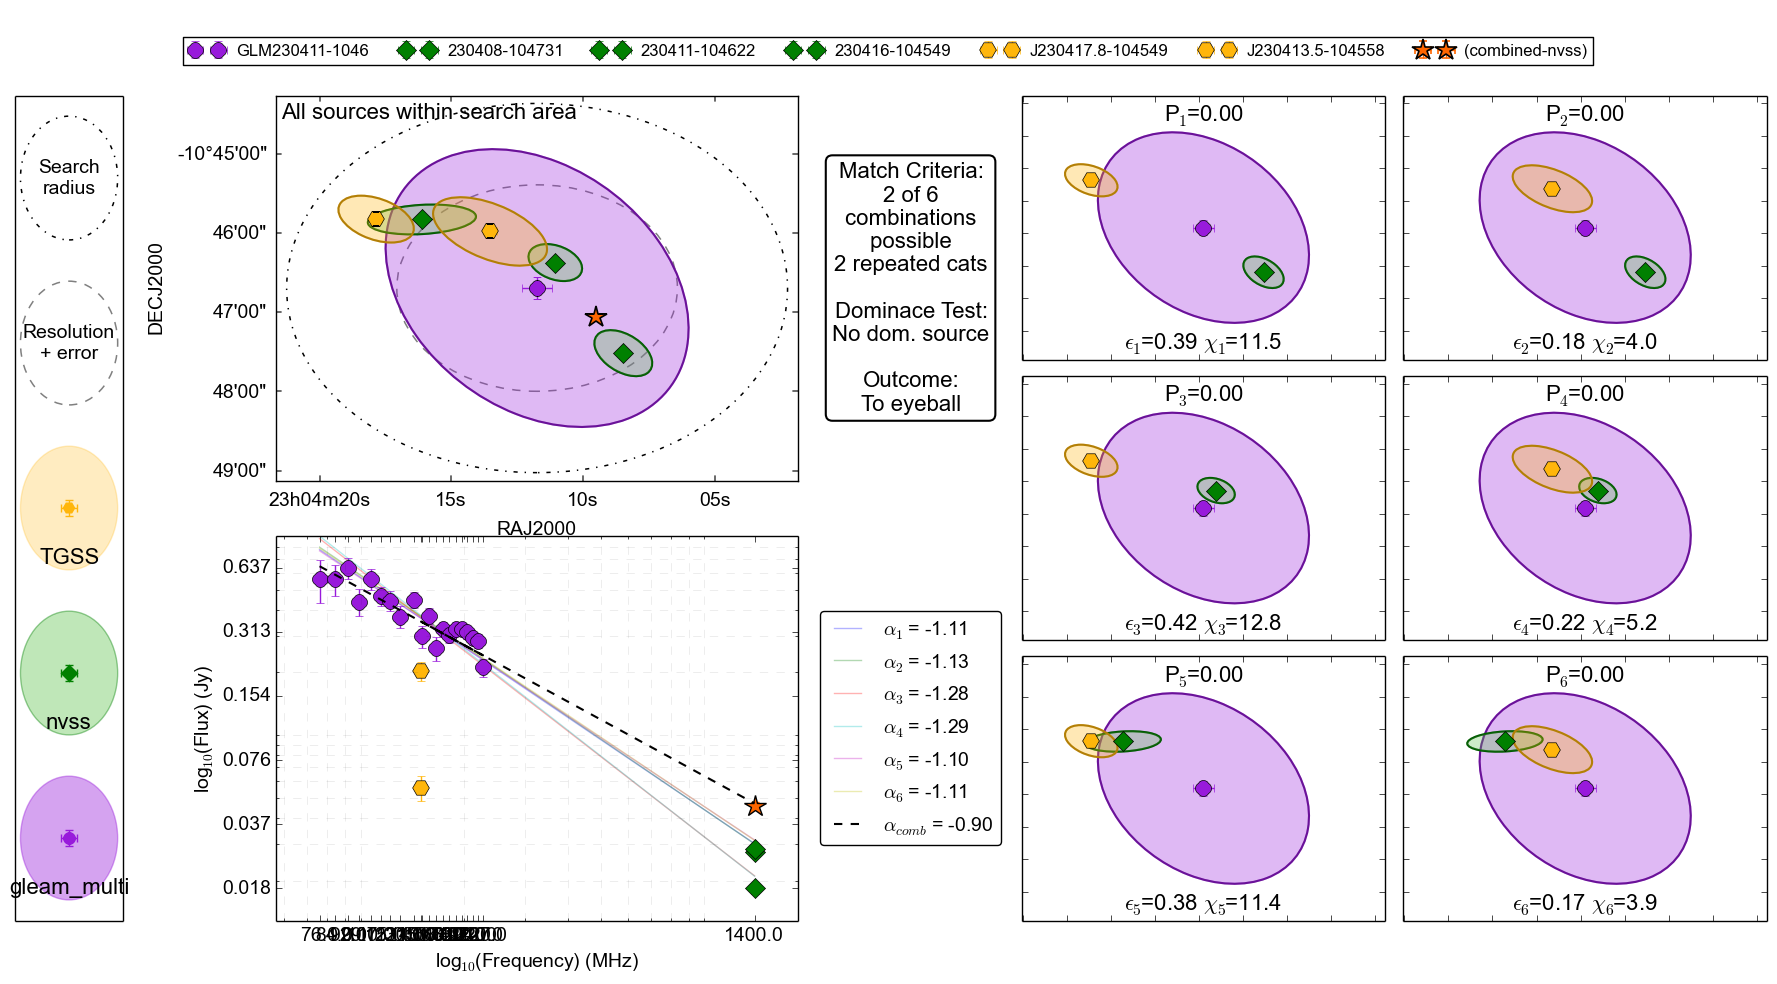 GLM230411-1046 230408-104731 230411-104622 230416-104549 J230417.8-104549 J230413.5-104558 (combined-nvss)
Search
radius
Resolution
+ error
TGSS
nvss
gleam_multi
All sources within search area
DECJ2000
-10°45'00"
46'00"
47'00"
48'00"
49'00"
23h04m20s 15s 10s 05s
RAJ2000
Match Criteria:
2 of 6
combinations
possible
2 repeated cats
Dominace Test:
No dom. source
Outcome:
To eyeball
log10(Flux) (Jy)
0.637
0.313
0.154
0.076
0.037
0.018
1400.0
log10(Frequency) (MHz)
α1 = -1.11
α2 = -1.13
α3 = -1.28
α4 = -1.29
α5 = -1.10
α6 = -1.11
αcomb = -0.90
P1=0.00
ϵ1=0.39 χ1=11.5
P2=0.00
ϵ2=0.18 χ2=4.0
P3=0.00
ϵ3=0.42 χ3=12.8
P4=0.00
ϵ4=0.22 χ4=5.2
P5=0.00
ϵ5=0.38 χ5=11.4
P6=0.00
ϵ6=0.17 χ6=3.9